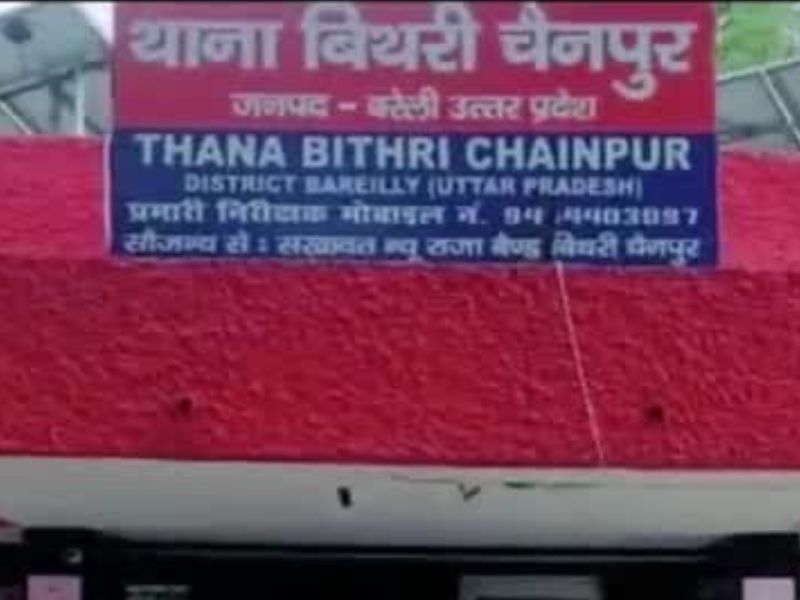 थाना बिथरी चैनपुर
जनपद - बरेली उत्तर प्रदेश
THANA BITHRI CHAINPUR
DISTRICT BAREILLY (UTTAR PRADESH)
प्रभारी निरीक्षक मोबाइल नं.
सौजन्य से : सखावत न्यू राजा बैण्ड बिथरी चैनपुर